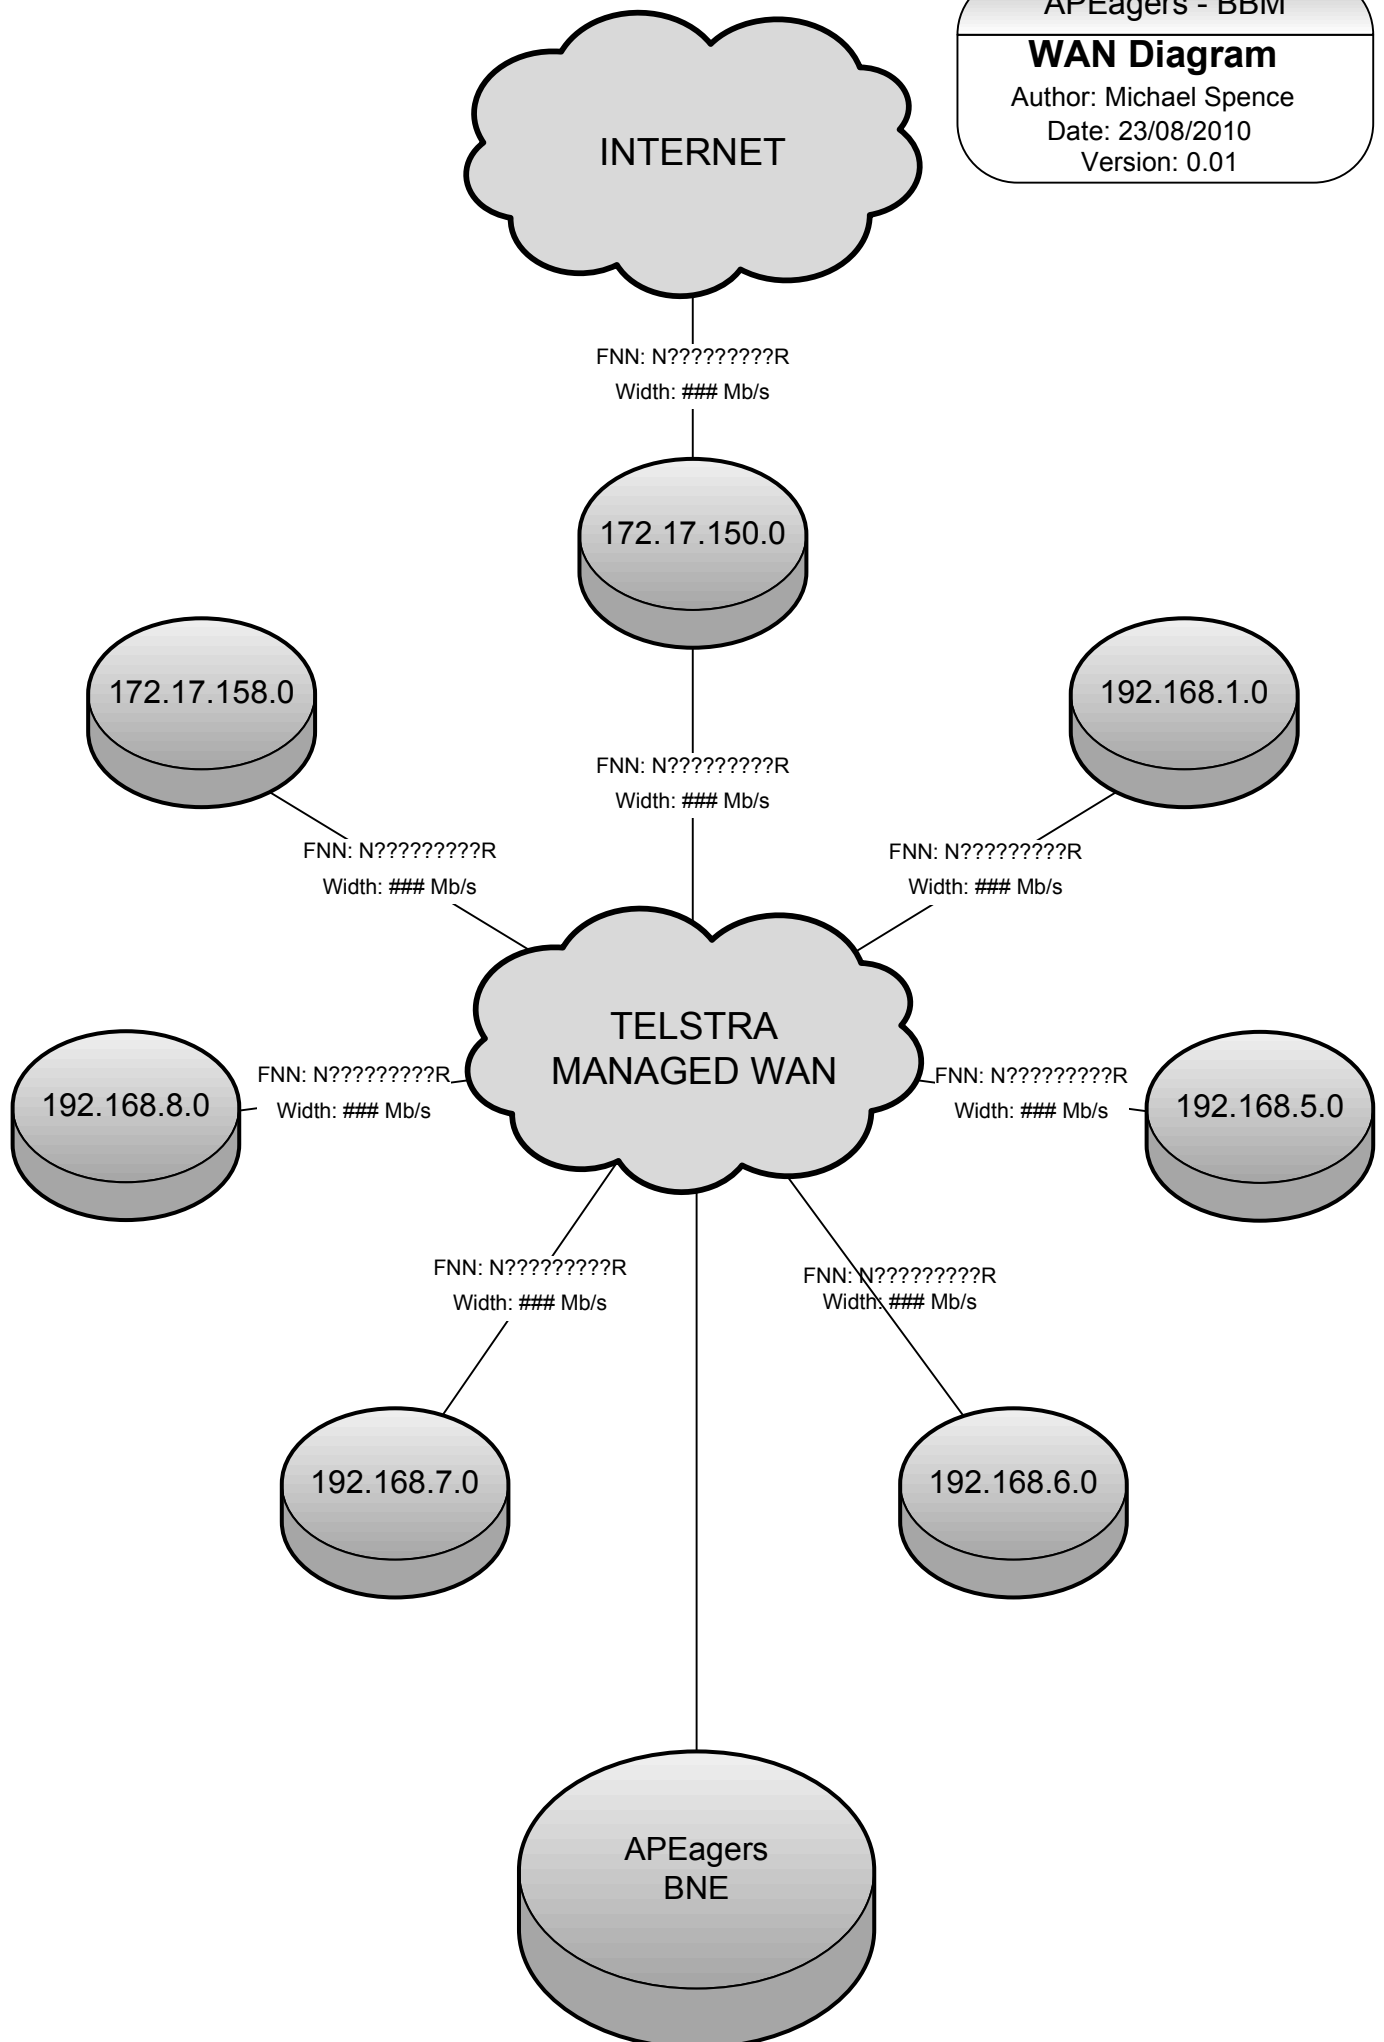 APEagers - BBM
WAN Diagram
Author: Michael Spence
Date: 23/08/2010
Version: 0.01
INTERNET
FNN: N?????????R
Width: ### Mb/s
172.17.150.0
172.17.158.0
192.168.1.0
FNN: N?????????R
Width: ### Mb/s
FNN: N?????????R
Width: ### Mb/s
FNN: N?????????R
Width: ### Mb/s
TELSTRA
MANAGED WAN
192.168.8.0
FNN: N?????????R
Width: ### Mb/s
FNN: N?????????R
Width: ### Mb/s
192.168.5.0
FNN: N?????????R
Width: ### Mb/s
FNN: N?????????R
Width: ### Mb/s
192.168.7.0
192.168.6.0
APEagers
BNE